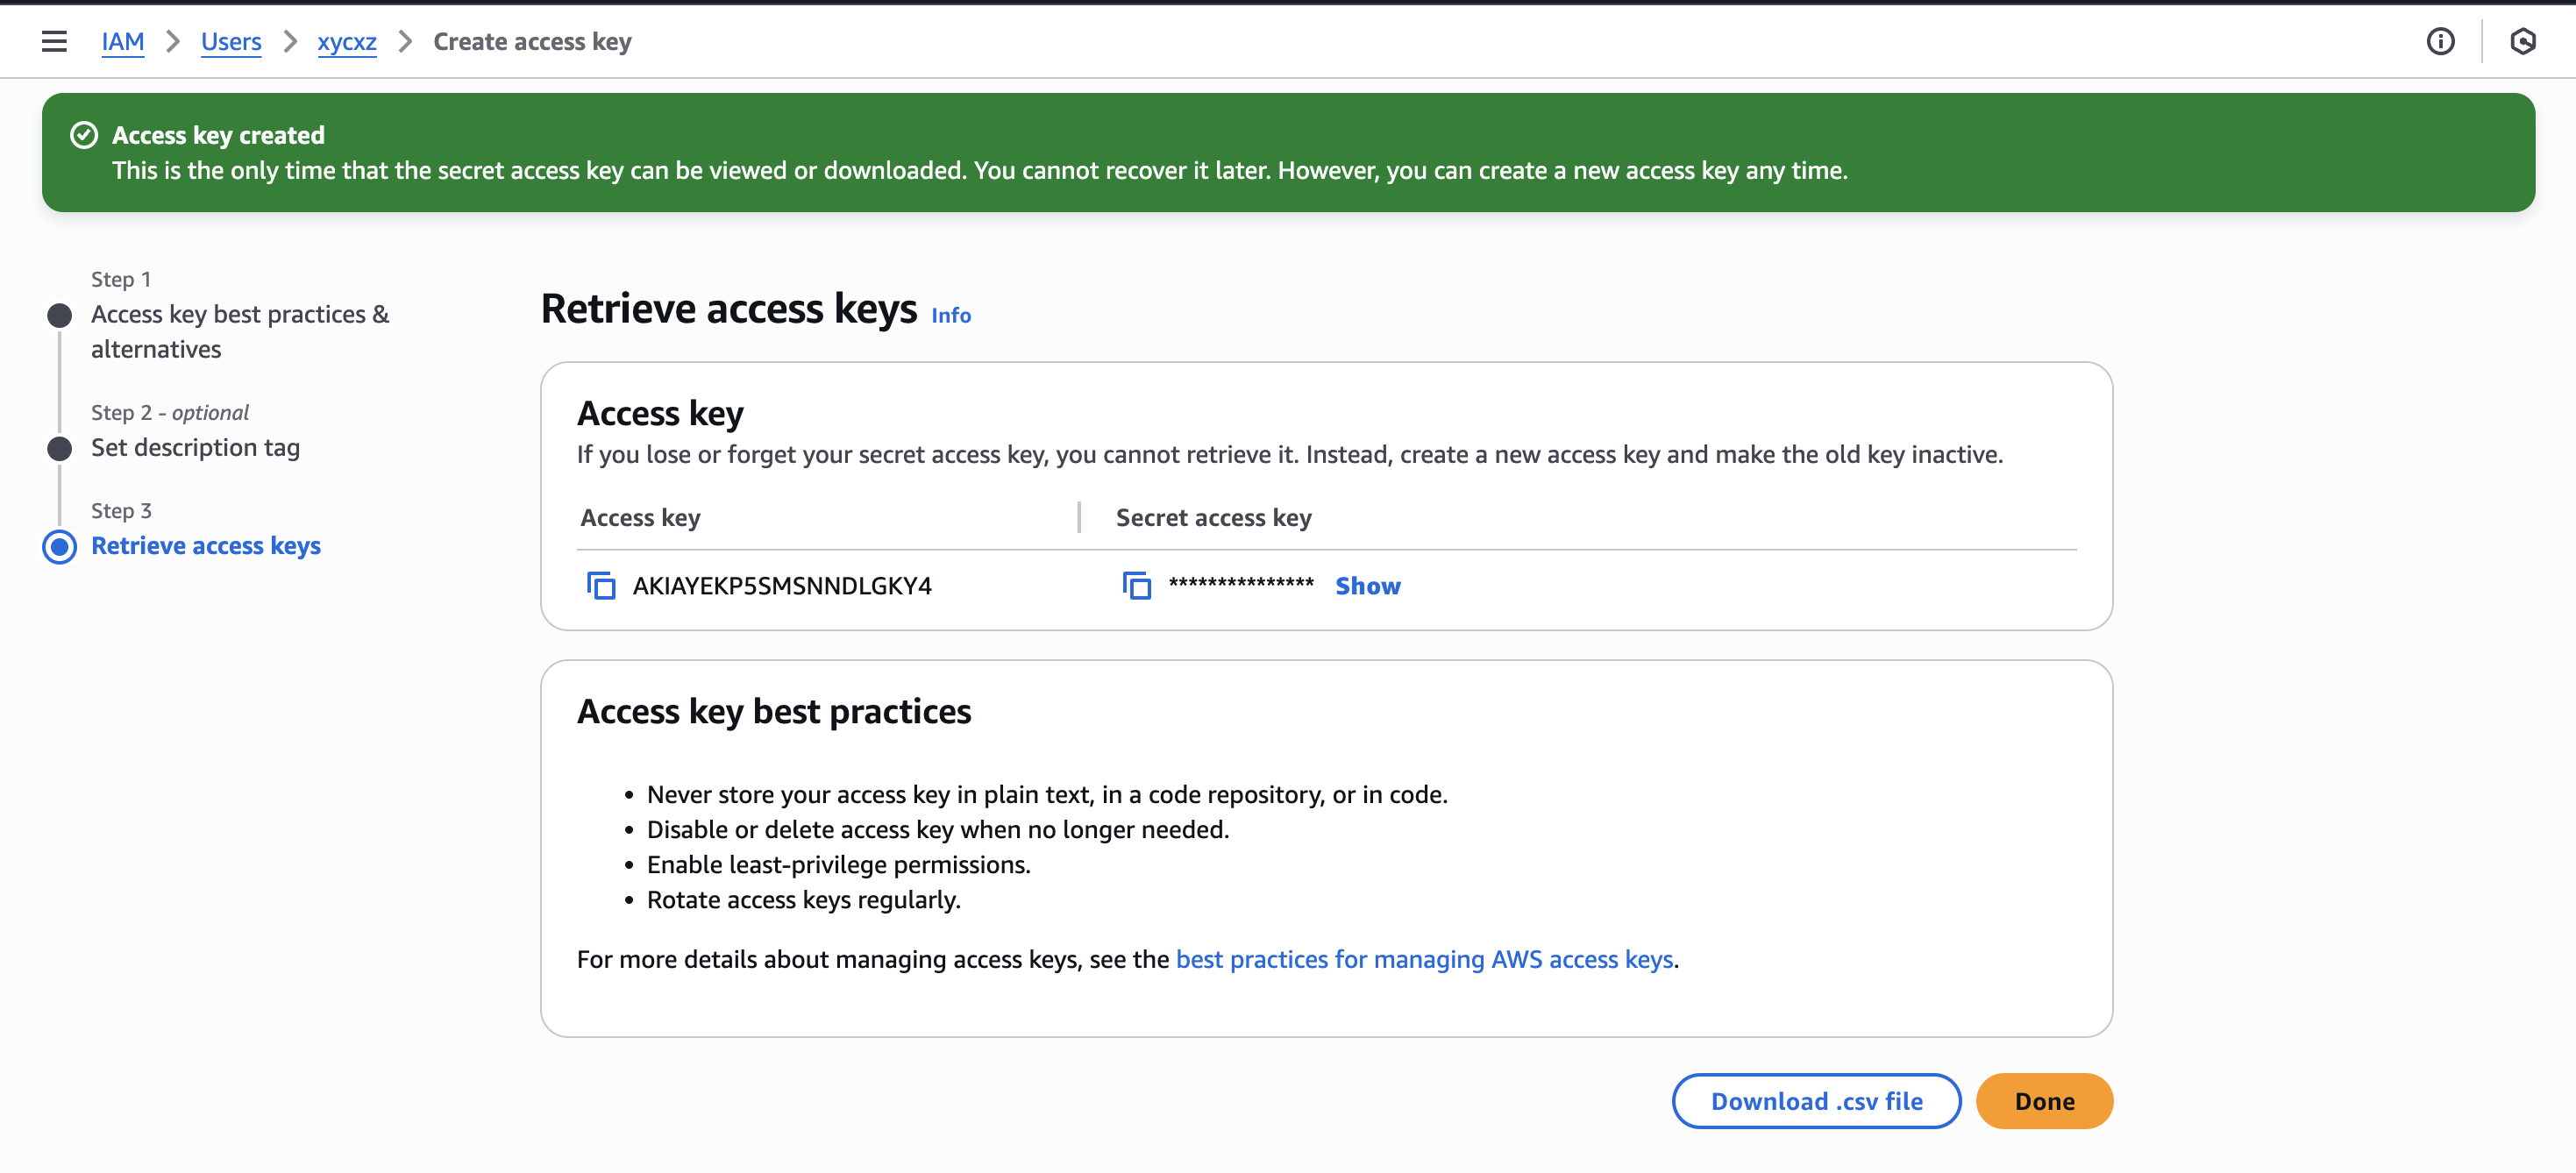 IAM > Users > xycxz > Create access key
Access key created
This is the only time that the secret access key can be viewed or downloaded. You cannot recover it later. However, you can create a new access key any time.
Step 1
Access key best practices &
alternatives
Step 2 - optional
Set description tag
Step 3
Retrieve access keys
Retrieve access keys Info
Access key
If you lose or forget your secret access key, you cannot retrieve it. Instead, create a new access key and make the old key inactive.
Access key | Secret access key
AKIAYEKP5SMSNNDLGKY4 *************** Show
Access key best practices
• Never store your access key in plain text, in a code repository, or in code.
• Disable or delete access key when no longer needed.
• Enable least-privilege permissions.
• Rotate access keys regularly.
For more details about managing access keys, see the best practices for managing AWS access keys.
Download .csv file Done